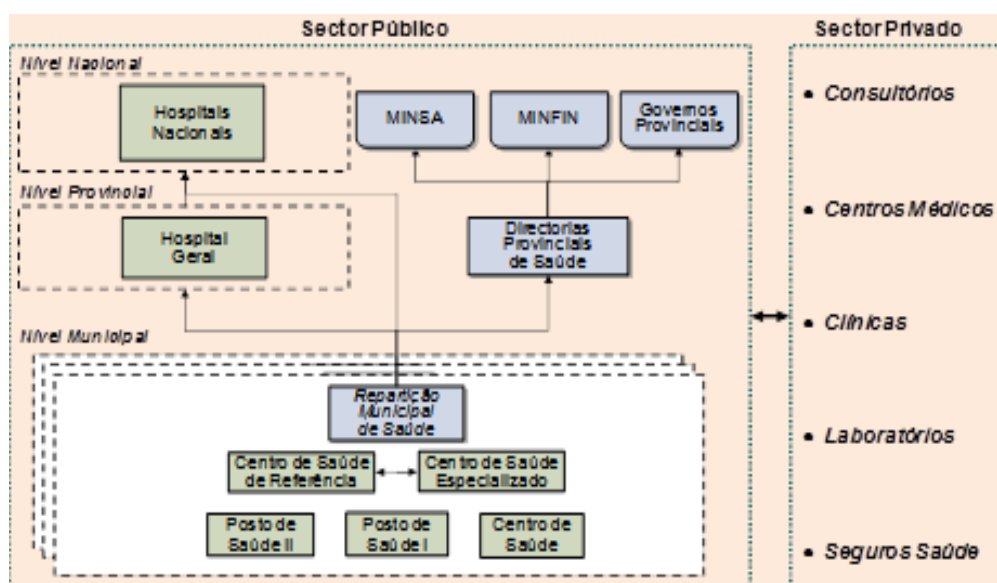 Sector Público
Sector Privado
Nível Nacional
Hospitais
Nacionais
MINSA
MINFIN
Governos
Provinciais
• Consultórios
Nível Provincial
Hospital
Geral
Directorias
Provinciais
de Saúde
• Centros Médicos
Nível Municipal
• Clínicas
Repartição
Municipal
de Saúde
Centro de Saúde
de Referência
Centro de Saúde
Especializado
• Laboratórios
Posto de
Saúde II
Posto de
Saúde I
Centro de
Saúde
• Seguros Saúde